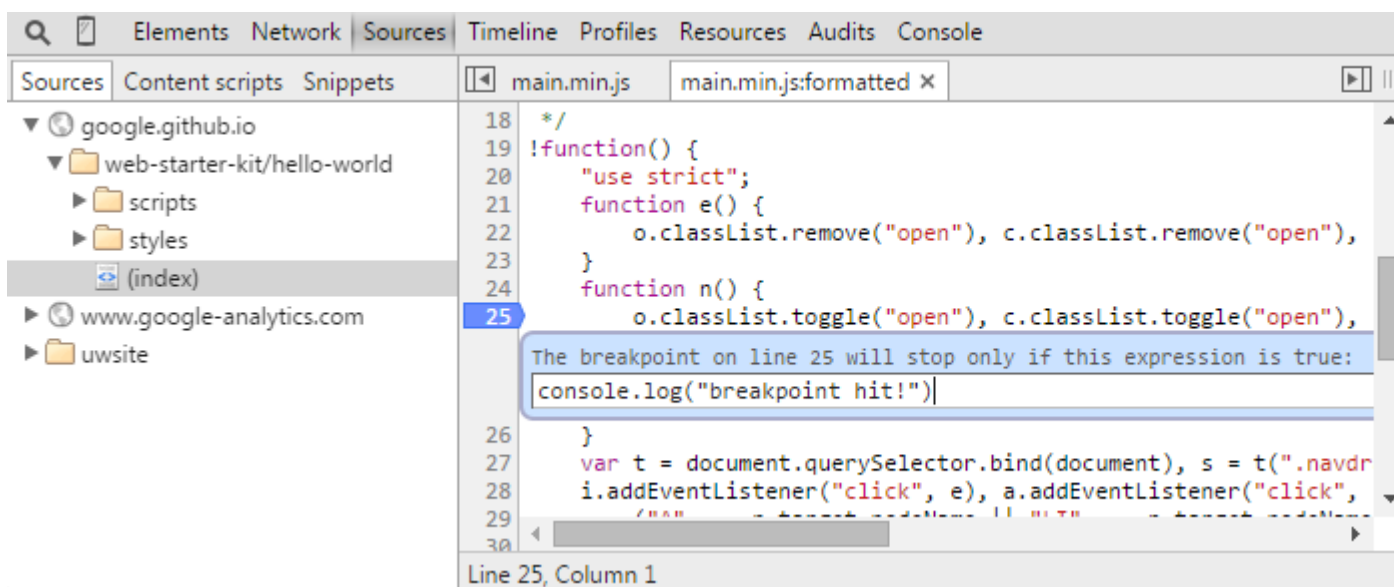 Elements Network Sources Timeline Profiles Resources Audits Console
Sources Content scripts Snippets
google.github.io
web-starter-kit/hello-world
scripts
styles
(index)
www.google-analytics.com
uwsite
main.min.js main.min.js:formatted ×
18 */
19 !function() {
20 "use strict";
21 function e() {
22 o.classList.remove("open"), c.classList.remove("open"),
23 }
24 function n() {
25 o.classList.toggle("open"), c.classList.toggle("open"),
The breakpoint on line 25 will stop only if this expression is true:
console.log("breakpoint hit!")
26 }
27 var t = document.querySelector.bind(document), s = t(".navdr
28 i.addEventListener("click", e), a.addEventListener("click",
29
30
Line 25, Column 1